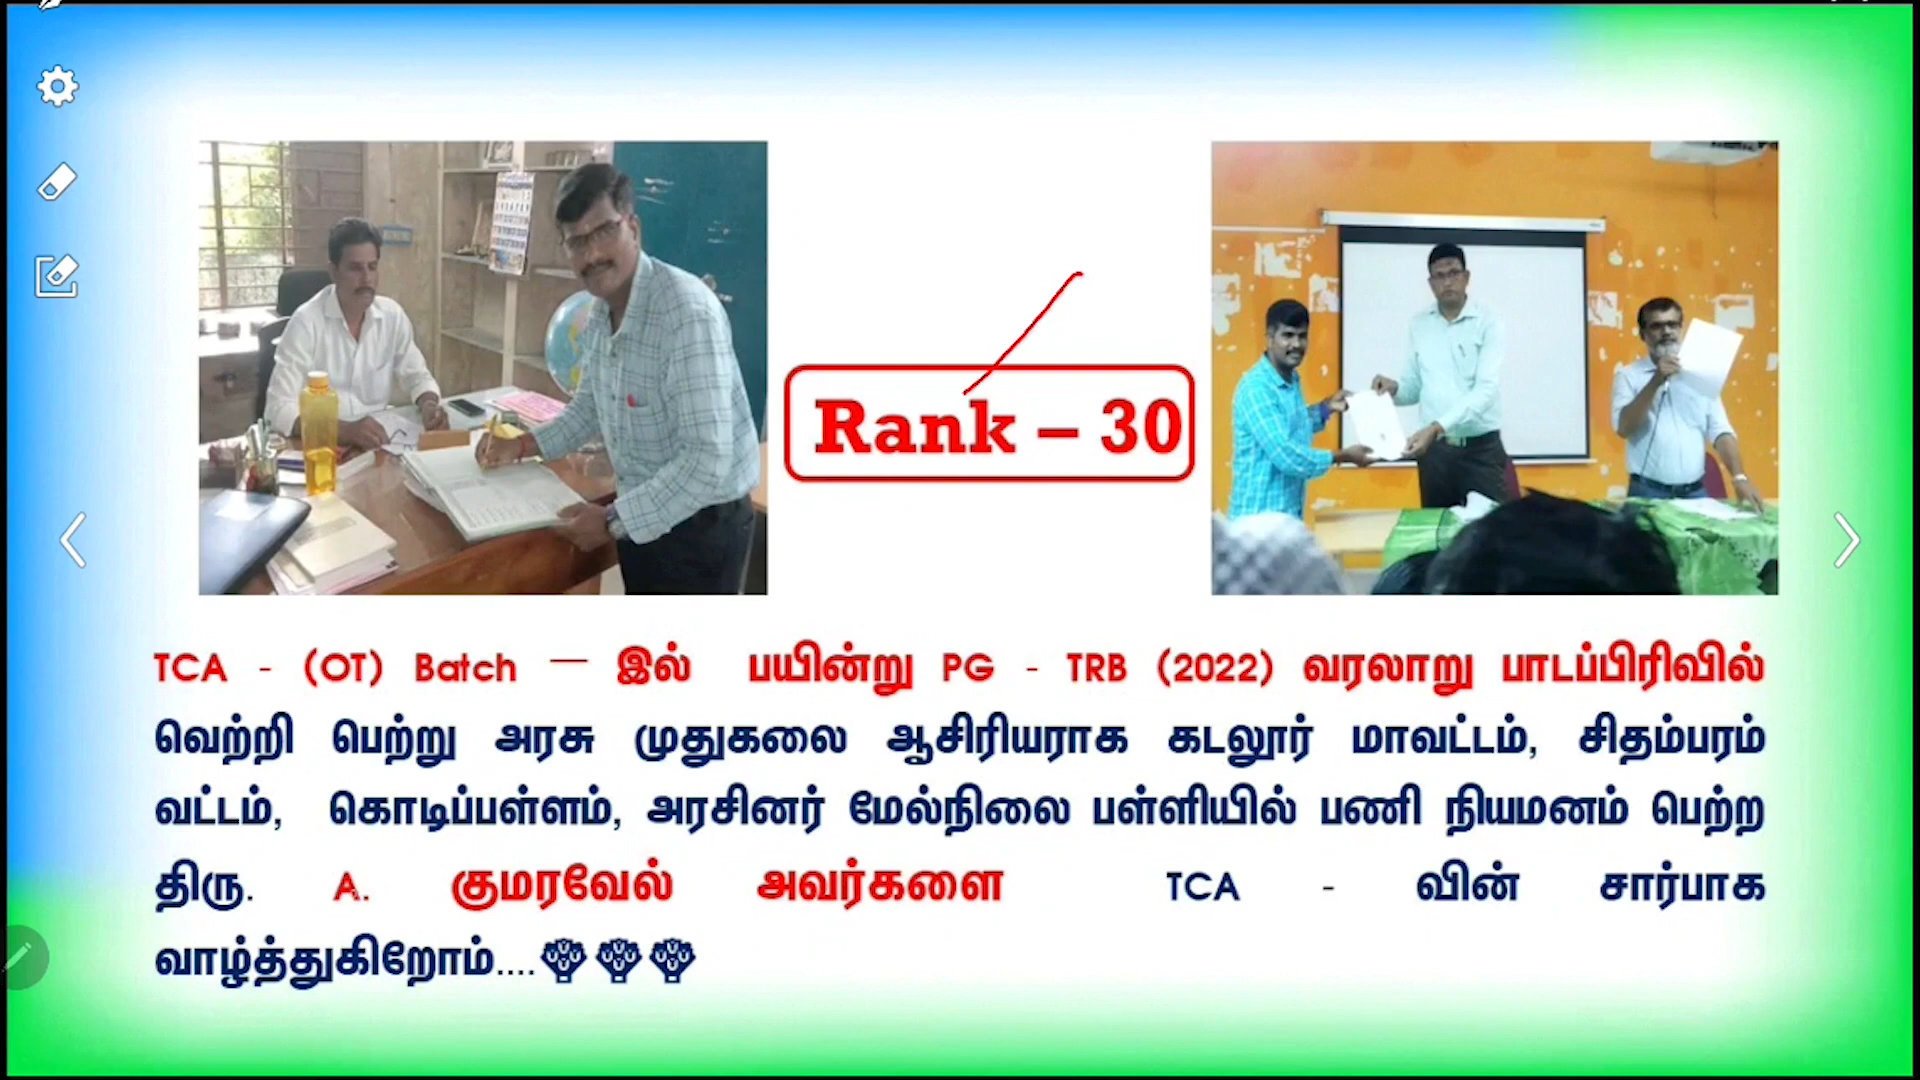 Rank – 30
TCA - (OT) Batch — இல் பயின்று PG - TRB (2022) வரலாறு பாடப்பிரிவில்
வெற்றி பெற்று அரசு முதுகலை ஆசிரியராக கடலூர் மாவட்டம், சிதம்பரம்
வட்டம், கொடிப்பள்ளம், அரசினர் மேல்நிலை பள்ளியில் பணி நியமனம் பெற்ற
திரு. A. குமரவேல் அவர்களை TCA - வின் சார்பாக
வாழ்த்துகிறோம்....